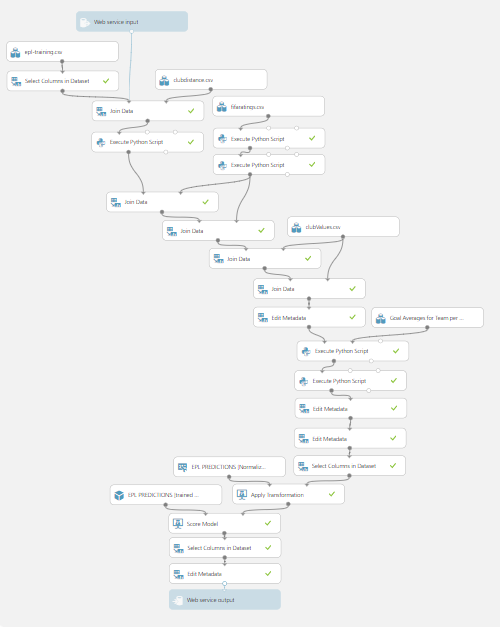 Web service input
epl-training.csv
Select Columns in Dataset
clubdistance.csv
Join Data
fifaratings.csv
Execute Python Script
Execute Python Script
Execute Python Script
Join Data
Join Data
clubValues.csv
Join Data
Join Data
Edit Metadata
Goal Averages for Team per ...
Execute Python Script
Execute Python Script
Edit Metadata
Edit Metadata
Select Columns in Dataset
EPL PREDICTIONS [Normaliz...
EPL PREDICTIONS [trained ...
Apply Transformation
Score Model
Select Columns in Dataset
Edit Metadata
Web service output